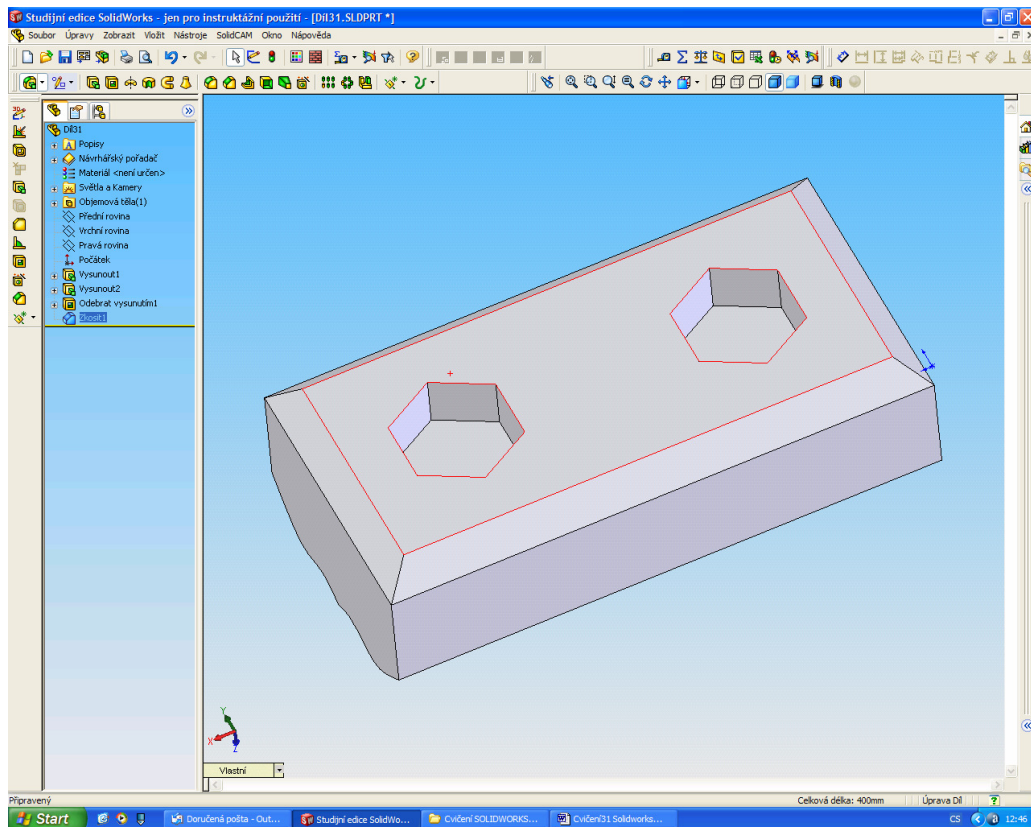 Studijní edice SolidWorks - jen pro instruktážní použití - [Díl31.SLDPRT *]
Soubor Úpravy Zobrazit Vložit Nástroje SolidCAM Okno Nápověda
Díl31
Popisy
Návrhářský pořadač
Materiál <není určen>
Světla a Kamery
Objemová těla(1)
Přední rovina
Vrchní rovina
Pravá rovina
Počátek
Vysunout1
Vysunout2
Odebrat vysunutím1
Zkosit1
Y
X
Z
Vlastní
Připravený
Celková délka: 400mm
Úprava Díl
Start
Doručená pošta - Out...
Studijní edice SolidWo...
Cvičení SOLIDWORKS...
Cvičení31 Solidworks...
CS
12:46